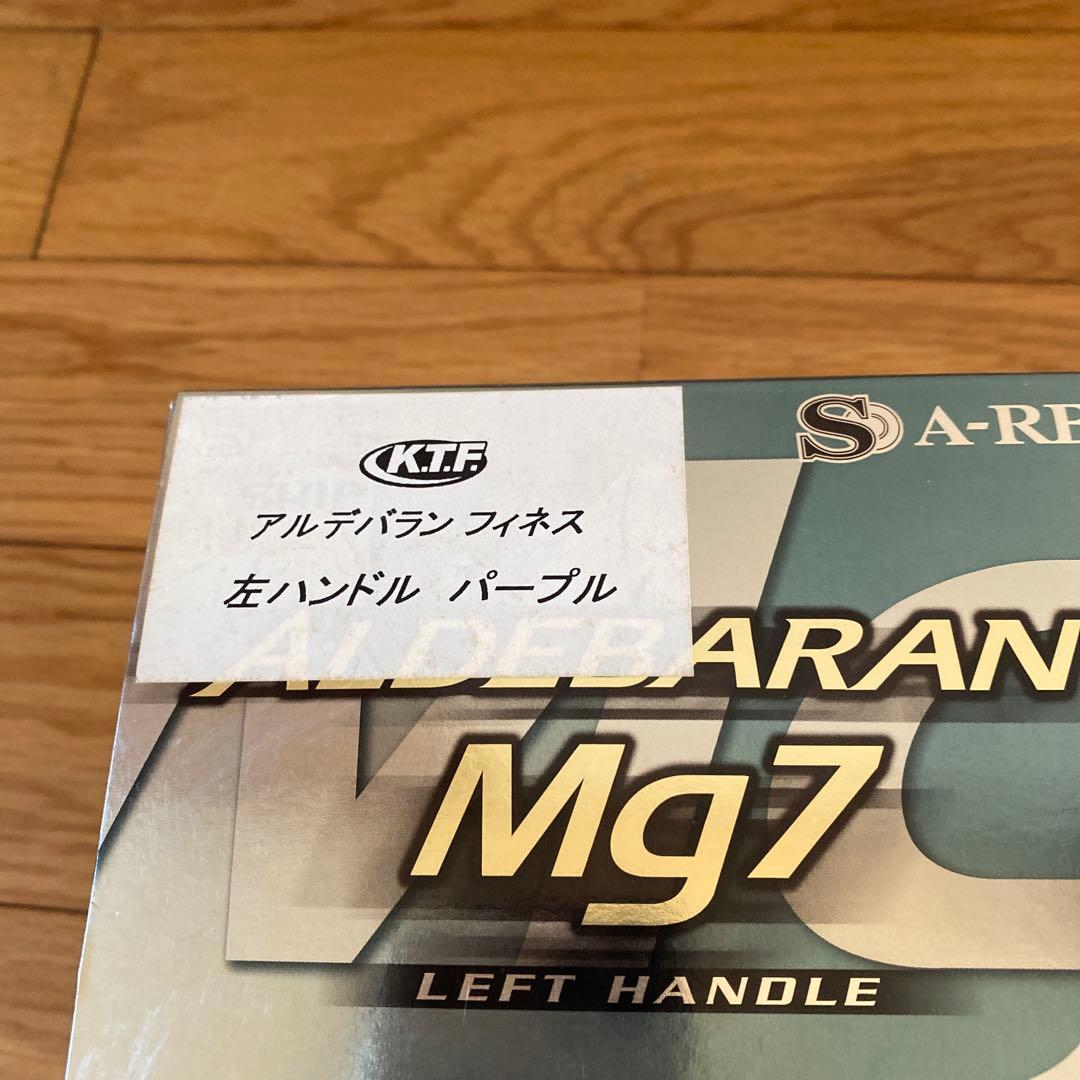 K.T.F.
アルデバラン フィネス
左ハンドル パープル
S A-RE
ALDEBARAN
Mg7
LEFT HANDLE